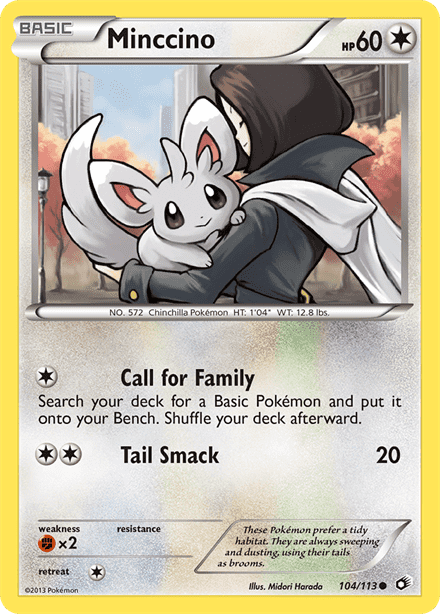 BASIC Minccino HP60
NO. 572 Chinchilla Pokémon HT: 1'04" WT: 12.8 lbs.
Call for Family
Search your deck for a Basic Pokémon and put it
onto your Bench. Shuffle your deck afterward.
Tail Smack 20
weakness resistance
×2
retreat
These Pokémon prefer a tidy
habitat. They are always sweeping
and dusting, using their tails
as brooms.
©2013 Pokémon Illus. Midori Harada 104/113